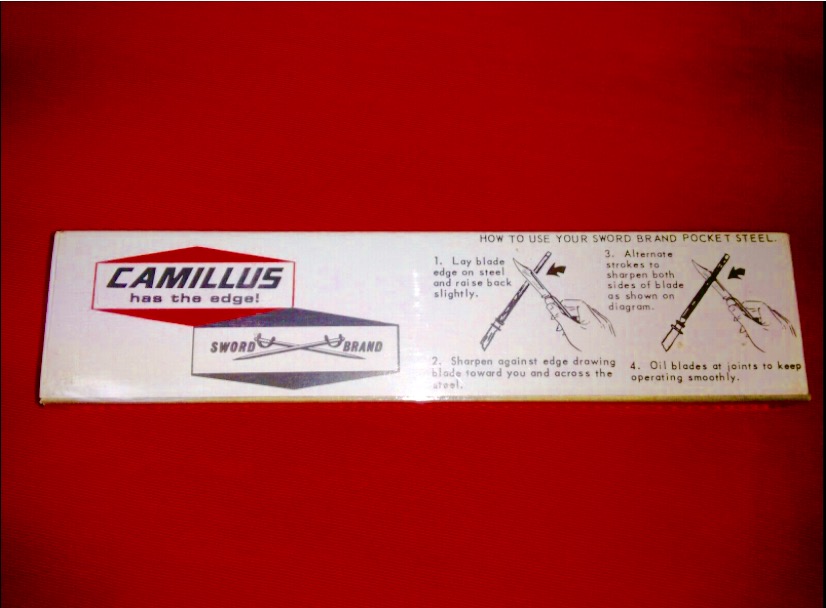 CAMILLUS
has the edge!
SWORD BRAND
HOW TO USE YOUR SWORD BRAND POCKET STEEL.
1. Lay blade
edge on steel
and raise back
slightly.
2. Sharpen against edge drawing
blade toward you and across the
steel.
3. Alternate
strokes to
sharpen both
sides of blade
as shown on
diagram.
4. Oil blades at joints to keep
operating smoothly.